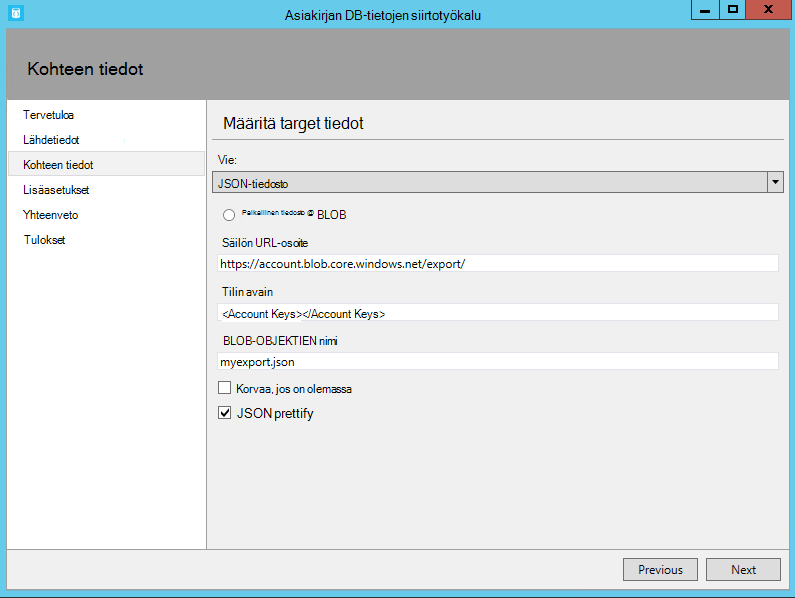 Asiakirjan DB-tietojen siirtotyökalu
Kohteen tiedot
Tervetuloa
Lähdetiedot
Kohteen tiedot
Lisäasetukset
Yhteenveto
Tulokset
Määritä target tiedot
Vie:
JSON-tiedosto
Paikallinen tiedosto @ BLOB
Säilön URL-osoite
https://account.blob.core.windows.net/export/
Tilin avain
<Account Keys></Account Keys>
BLOB-OBJEKTIEN nimi
myexport.json
Korvaa, jos on olemassa
JSON prettify
Previous
Next